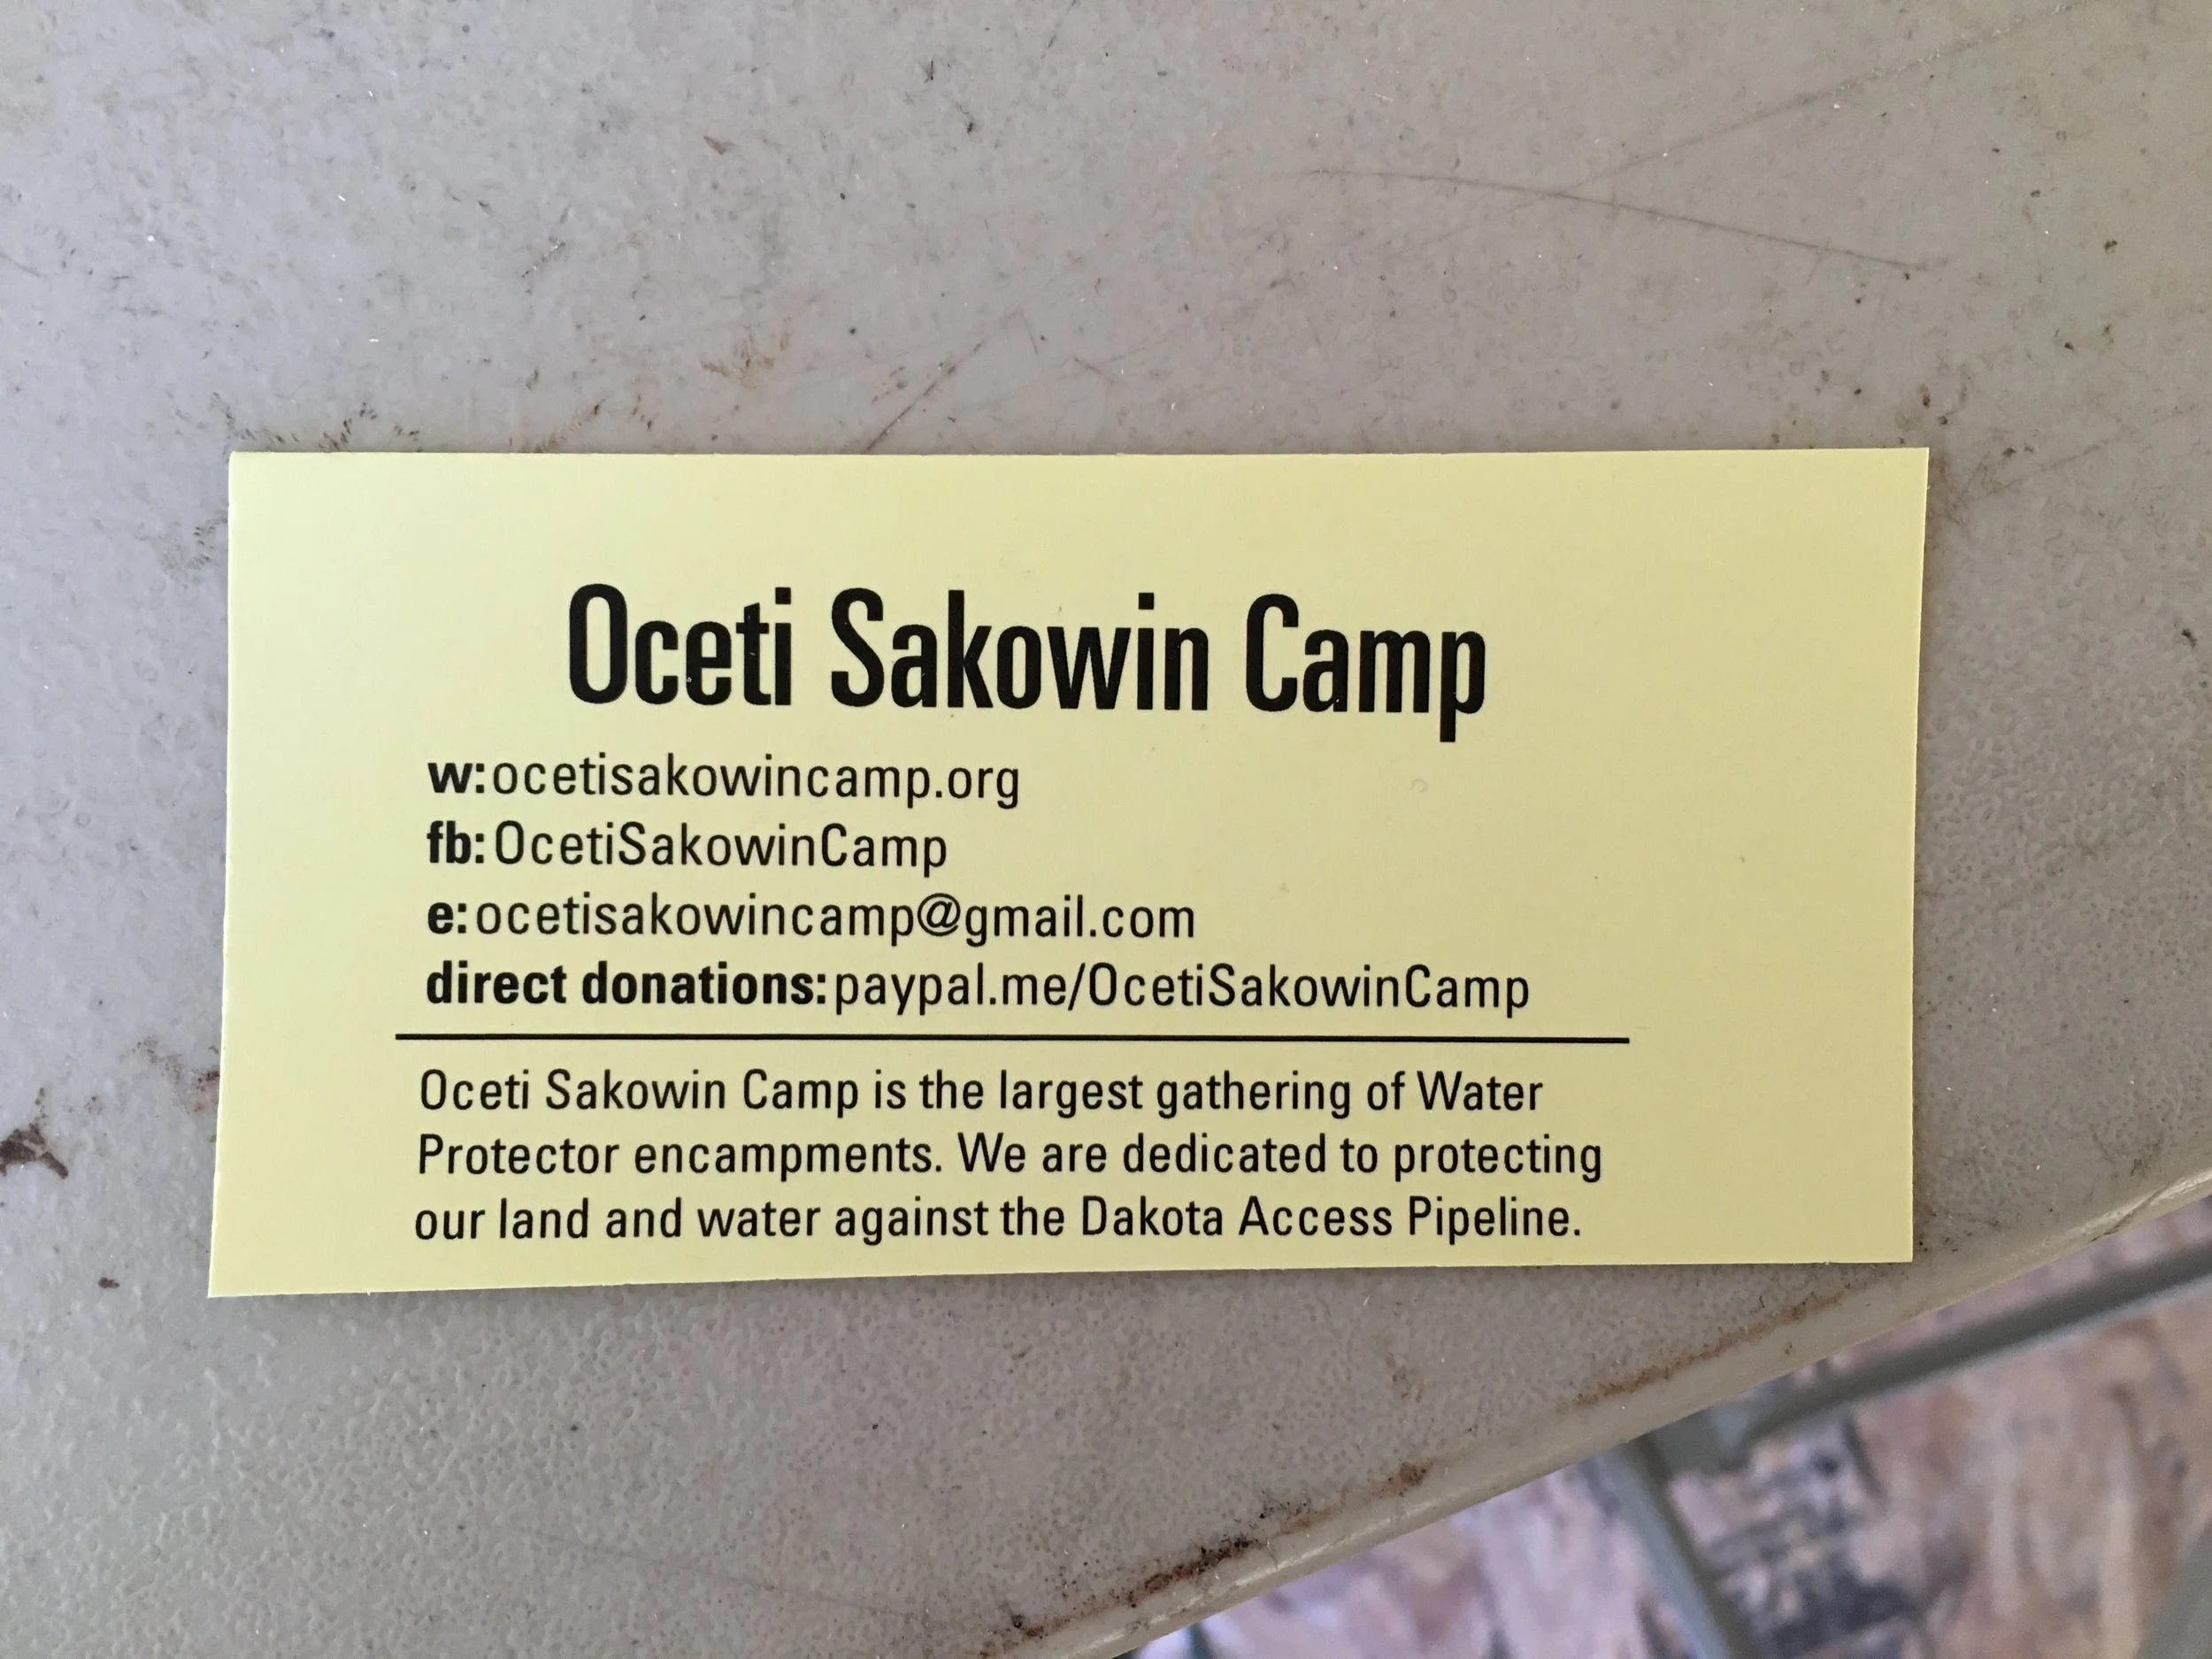 Oceti Sakowin Camp
w:ocetisakowincamp.org
fb:OcetiSakowinCamp
e:ocetisakowincamp@gmail.com
direct donations:paypal.me/OcetiSakowinCamp
Oceti Sakowin Camp is the largest gathering of Water
Protector encampments. We are dedicated to protecting
our land and water against the Dakota Access Pipeline.